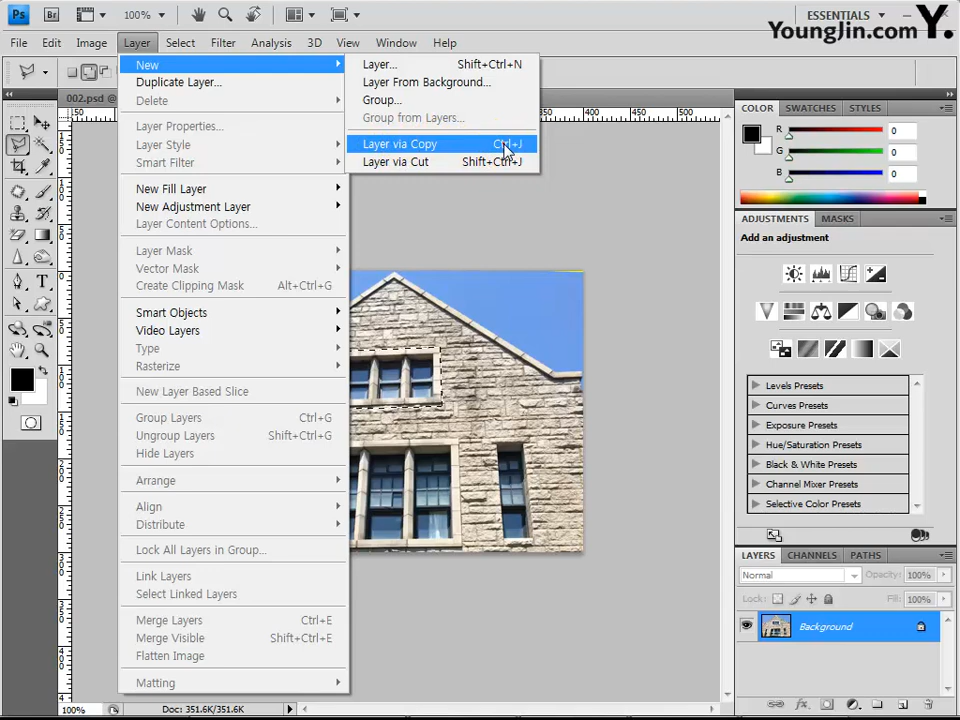 Ps Br 100% ESSENTIALS
YoungJin.com Y.
File Edit Image Layer Select Filter Analysis 3D View Window Help
New
Duplicate Layer...
Delete
Layer Properties...
Layer Style
Smart Filter
New Fill Layer
New Adjustment Layer
Layer Content Options...
Layer Mask
Vector Mask
Create Clipping Mask Alt+Ctrl+G
Smart Objects
Video Layers
Type
Rasterize
New Layer Based Slice
Group Layers Ctrl+G
Ungroup Layers Shift+Ctrl+G
Hide Layers
Arrange
Align
Distribute
Lock All Layers in Group...
Link Layers
Select Linked Layers
Merge Layers Ctrl+E
Merge Visible Shift+Ctrl+E
Flatten Image
Matting
Layer... Shift+Ctrl+N
Layer From Background...
Group...
Group from Layers...
Layer via Copy Ctrl+J
Layer via Cut Shift+Ctrl+J
002.psd @
50
400 450 500
COLOR SWATCHES STYLES
R 0
G 0
B 0
ADJUSTMENTS MASKS
Add an adjustment
Levels Presets
Curves Presets
Exposure Presets
Hue/Saturation Presets
Black & White Presets
Channel Mixer Presets
Selective Color Presets
LAYERS CHANNELS PATHS
Normal Opacity: 100%
Lock: Fill: 100%
Background
100% Doc: 351.6K/351.6K